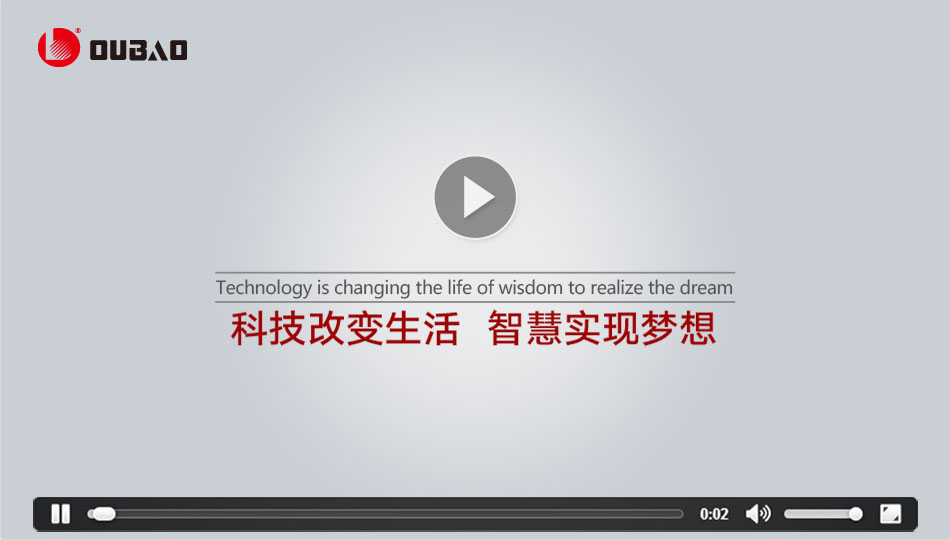 OUBAO
Technology is changing the life of wisdom to realize the dream
科技改变生活 智慧实现梦想
0:02